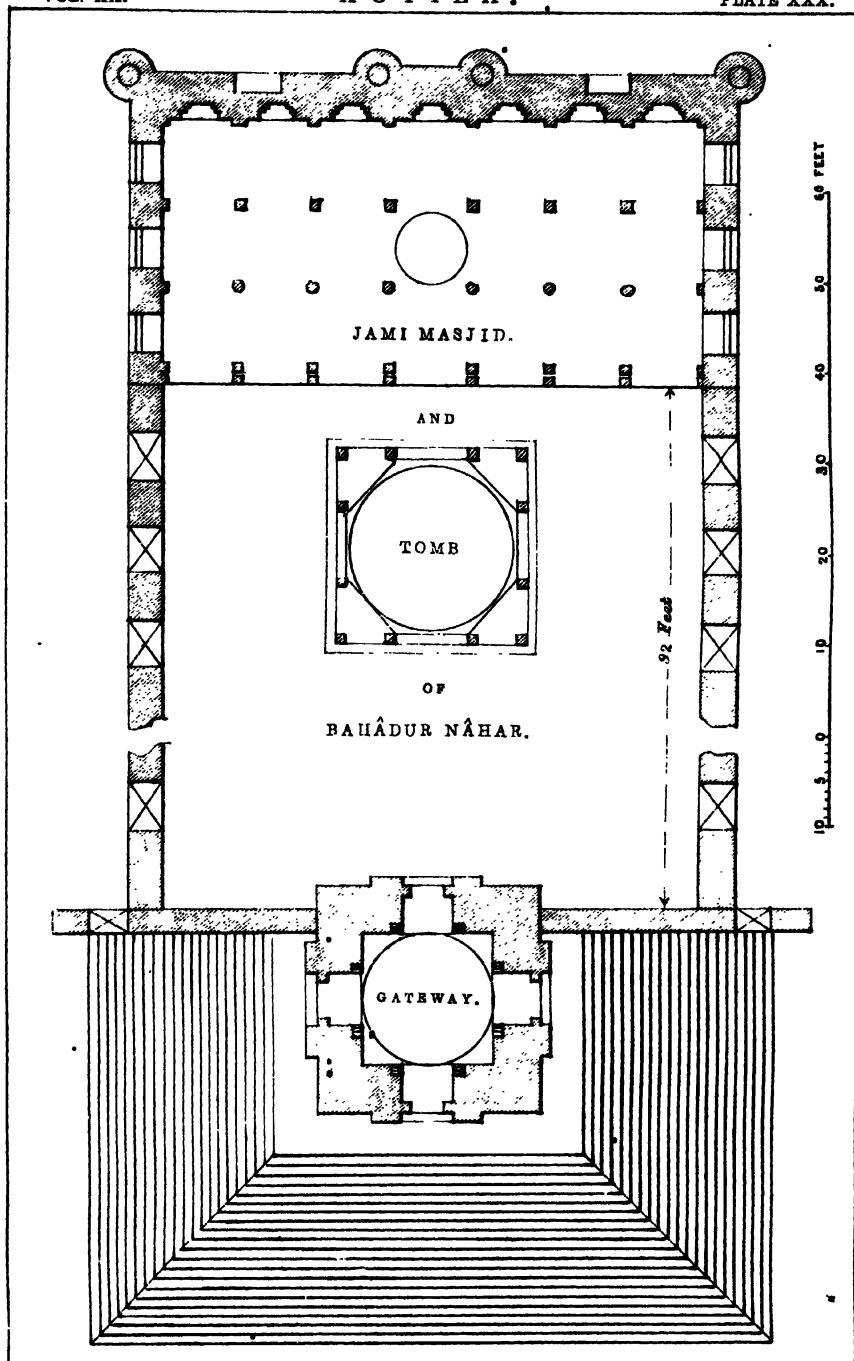 PLATE XXX.
JAMI MASJID.
AND
TOMB
OF
BAHÂDUR NÂHAR.
92 Feet
GATEWAY.
60 FEET
50
40
30
20
10
0
5
10